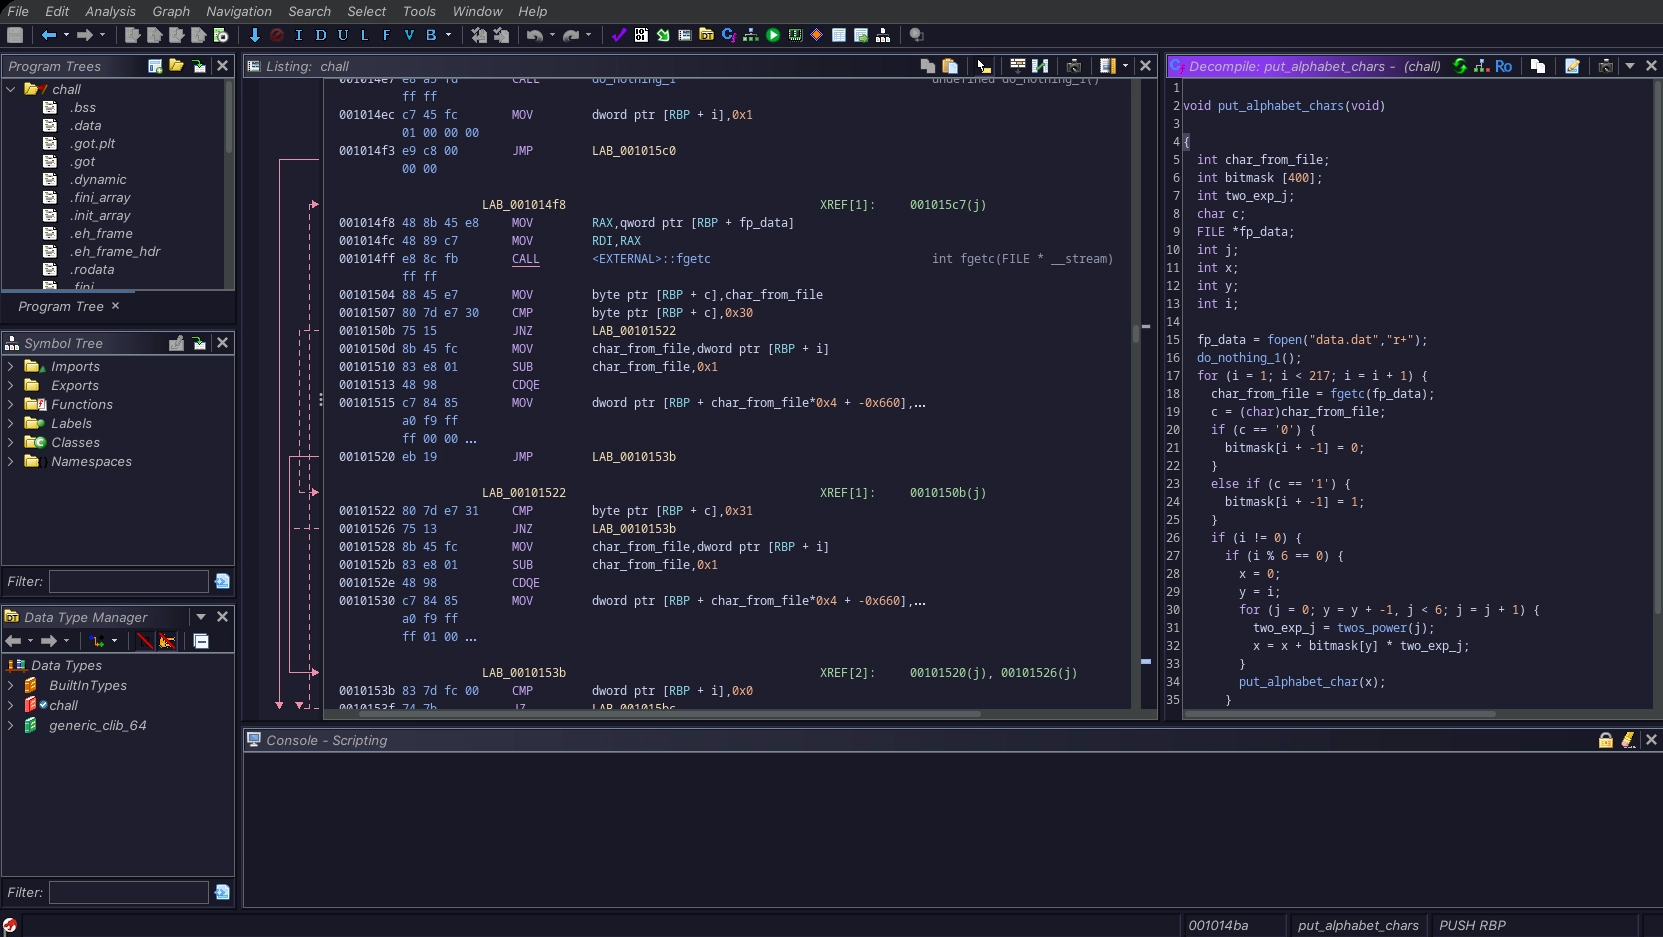 File Edit Analysis Graph Navigation Search Select Tools Window Help
I D U L F V B
Program Trees
chall
.bss
.data
.got.plt
.got
.dynamic
.fini_array
.init_array
.eh_frame
.eh_frame_hdr
.rodata
.fini
Program Tree ×
Symbol Tree
Imports
Exports
Functions
Labels
Classes
Namespaces
Filter:
Data Type Manager
Data Types
BuiltInTypes
chall
generic_clib_64
Filter:
Listing: chall
001014e7 e8 a5 fd CALL do_nothing_1 undefined do_nothing_1()
ff ff
001014ec c7 45 fc MOV dword ptr [RBP + i],0x1
01 00 00 00
001014f3 e9 c8 00 JMP LAB_001015c0
00 00
LAB_001014f8 XREF[1]: 001015c7(j)
001014f8 48 8b 45 e8 MOV RAX,qword ptr [RBP + fp_data]
001014fc 48 89 c7 MOV RDI,RAX
001014ff e8 8c fb CALL <EXTERNAL>::fgetc int fgetc(FILE * __stream)
ff ff
00101504 88 45 e7 MOV byte ptr [RBP + c],char_from_file
00101507 80 7d e7 30 CMP byte ptr [RBP + c],0x30
0010150b 75 15 JNZ LAB_00101522
0010150d 8b 45 fc MOV char_from_file,dword ptr [RBP + i]
00101510 83 e8 01 SUB char_from_file,0x1
00101513 48 98 CDQE
00101515 c7 84 85 MOV dword ptr [RBP + char_from_file*0x4 + -0x660],...
a0 f9 ff
ff 00 00 ...
00101520 eb 19 JMP LAB_0010153b
LAB_00101522 XREF[1]: 0010150b(j)
00101522 80 7d e7 31 CMP byte ptr [RBP + c],0x31
00101526 75 13 JNZ LAB_0010153b
00101528 8b 45 fc MOV char_from_file,dword ptr [RBP + i]
0010152b 83 e8 01 SUB char_from_file,0x1
0010152e 48 98 CDQE
00101530 c7 84 85 MOV dword ptr [RBP + char_from_file*0x4 + -0x660],...
a0 f9 ff
ff 01 00 ...
LAB_0010153b XREF[2]: 00101520(j), 00101526(j)
0010153b 83 7d fc 00 CMP dword ptr [RBP + i],0x0
0010153f 74 7b JZ LAB_001015bc
Decompile: put_alphabet_chars - (chall) Ro
1
2 void put_alphabet_chars(void)
3
4 {
5 int char_from_file;
6 int bitmask [400];
7 int two_exp_j;
8 char c;
9 FILE *fp_data;
10 int j;
11 int x;
12 int y;
13 int i;
14
15 fp_data = fopen("data.dat","r+");
16 do_nothing_1();
17 for (i = 1; i < 217; i = i + 1) {
18 char_from_file = fgetc(fp_data);
19 c = (char)char_from_file;
20 if (c == '0') {
21 bitmask[i + -1] = 0;
22 }
23 else if (c == '1') {
24 bitmask[i + -1] = 1;
25 }
26 if (i != 0) {
27 if (i % 6 == 0) {
28 x = 0;
29 y = i;
30 for (j = 0; y = y + -1, j < 6; j = j + 1) {
31 two_exp_j = twos_power(j);
32 x = x + bitmask[y] * two_exp_j;
33 }
34 put_alphabet_char(x);
35 }
Console - Scripting
001014ba put_alphabet_chars PUSH RBP